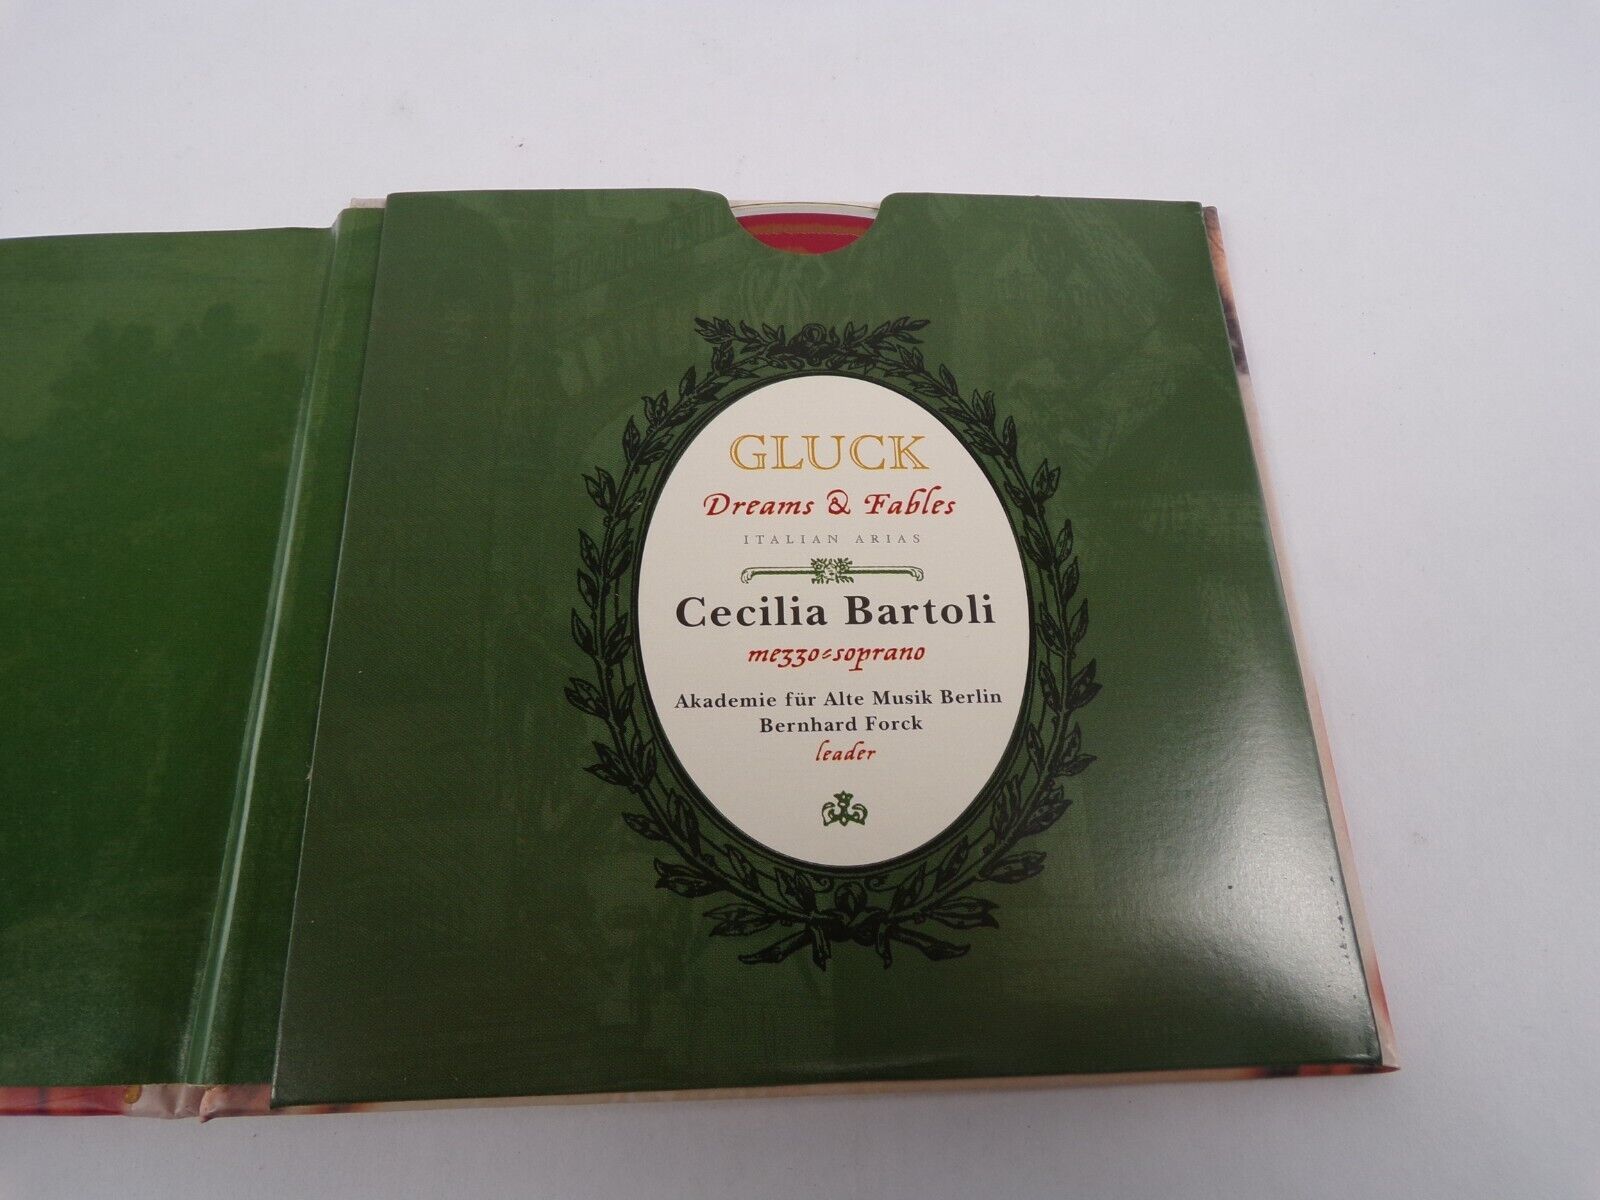 GLUCK
Dreams & Fables
ITALIAN ARIAS
Cecilia Bartoli
mezzo-soprano
Akademie für Alte Musik Berlin
Bernhard Forck
leader